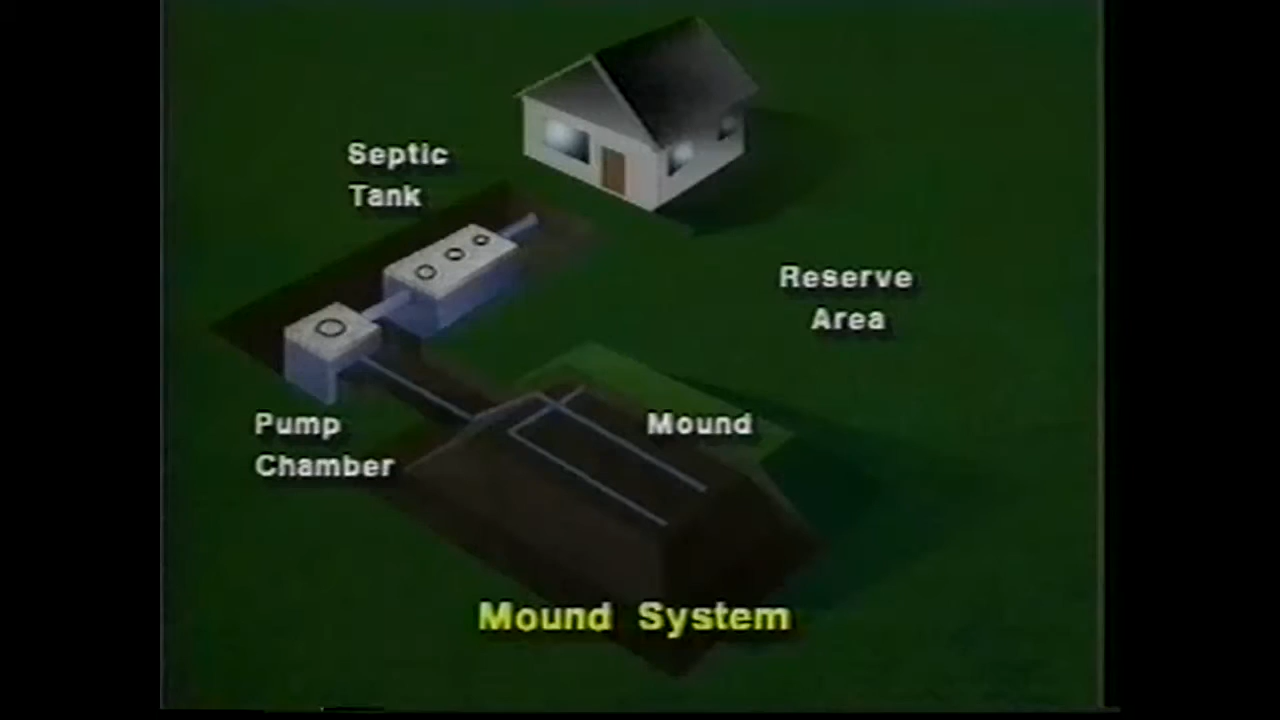 Septic
Tank
Reserve
Area
Pump
Chamber
Mound
Mound System